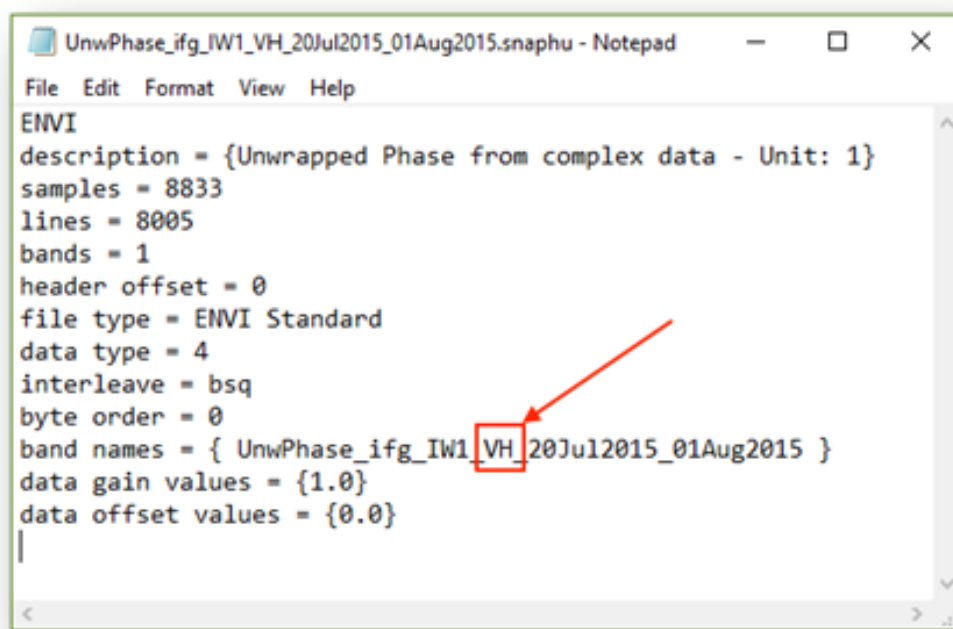 UnwPhase_ifg_IW1_VH_20Jul2015_01Aug2015.snaphu - Notepad
File Edit Format View Help
ENVI
description = {Unwrapped Phase from complex data - Unit: 1}
samples = 8833
lines = 8005
bands = 1
header offset = 0
file type = ENVI Standard
data type = 4
interleave = bsq
byte order = 0
band names = { UnwPhase_ifg_IW1_VH_20Jul2015_01Aug2015 }
data gain values = {1.0}
data offset values = {0.0}